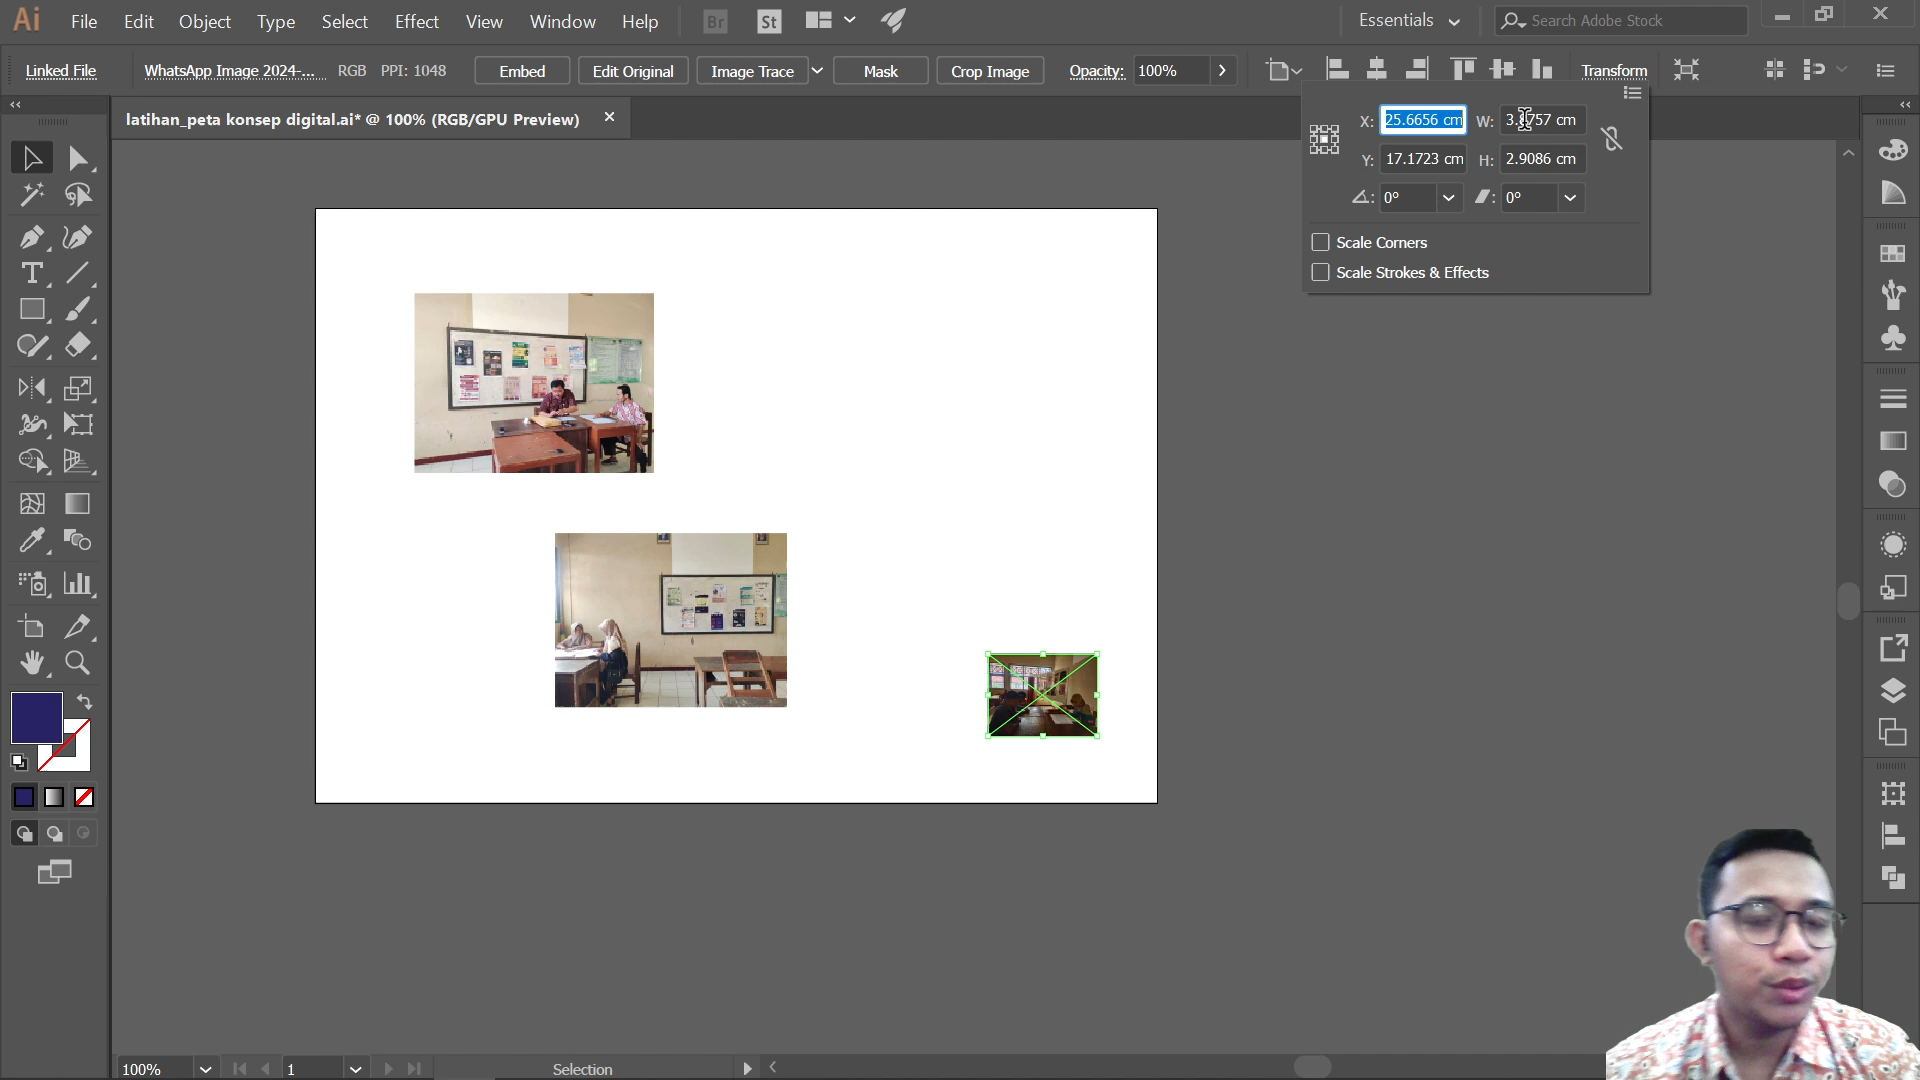 Ai File Edit Object Type Select Effect View Window Help Br St Essentials Search Adobe Stock
Linked File WhatsApp Image 2024-... RGB PPI: 1048 Embed Edit Original Image Trace Mask Crop Image Opacity: 100% Transform
latihan_peta konsep digital.ai* @ 100% (RGB/GPU Preview)
X: 25.6656 cm W:
Y: 17.1723 cm H: 2.9086 cm
0° 0°
Scale Corners
Scale Strokes & Effects
100% 1 Selection